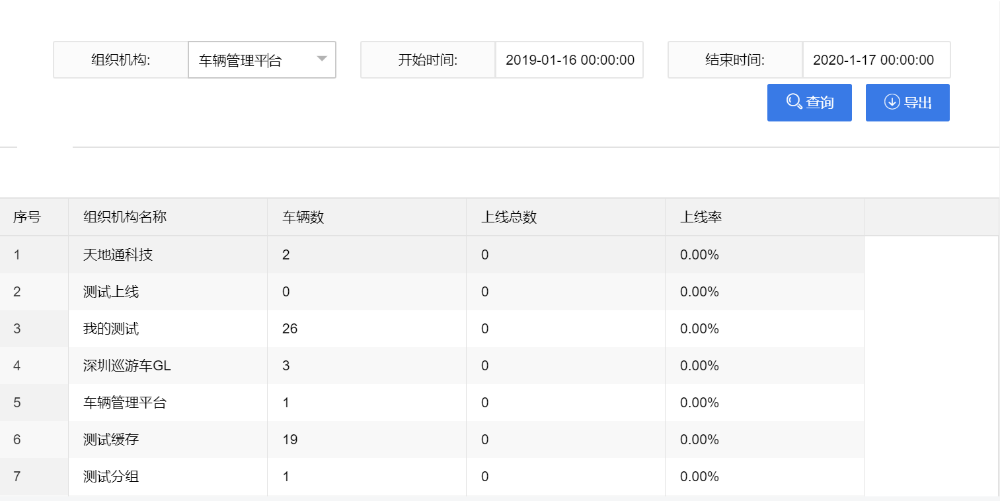 组织机构: 车辆管理平台 开始时间: 2019-01-16 00:00:00 结束时间: 2020-1-17 00:00:00
查询 导出
序号 组织机构名称 车辆数 上线总数 上线率
1 天地通科技 2 0 0.00%
2 测试上线 0 0 0.00%
3 我的测试 26 0 0.00%
4 深圳巡游车GL 3 0 0.00%
5 车辆管理平台 1 0 0.00%
6 测试缓存 19 0 0.00%
7 测试分组 1 0 0.00%